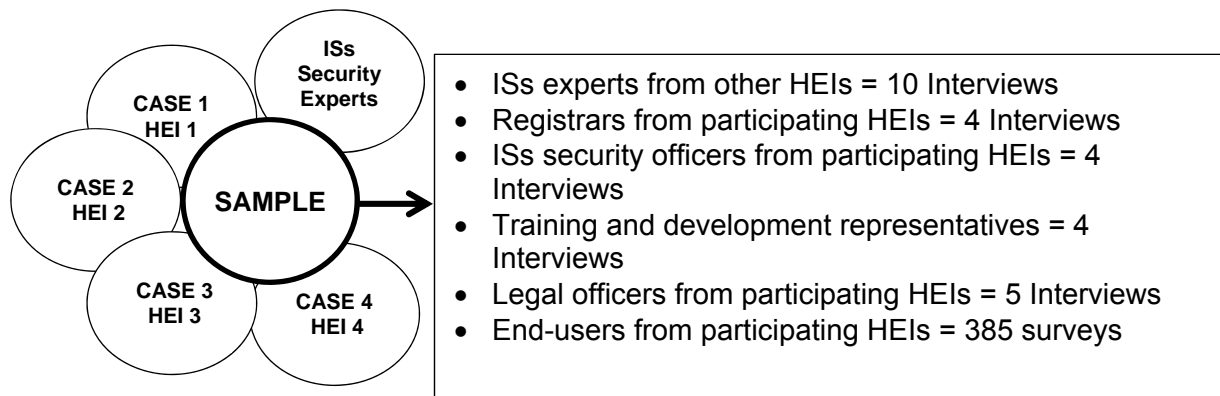 ISs
Security
Experts
CASE 1
HEI 1
CASE 2
HEI 2
SAMPLE
CASE 3
HEI 3
CASE 4
HEI 4
• ISs experts from other HEIs = 10 Interviews
• Registrars from participating HEIs = 4 Interviews
• ISs security officers from participating HEIs = 4
Interviews
• Training and development representatives = 4
Interviews
• Legal officers from participating HEIs = 5 Interviews
• End-users from participating HEIs = 385 surveys